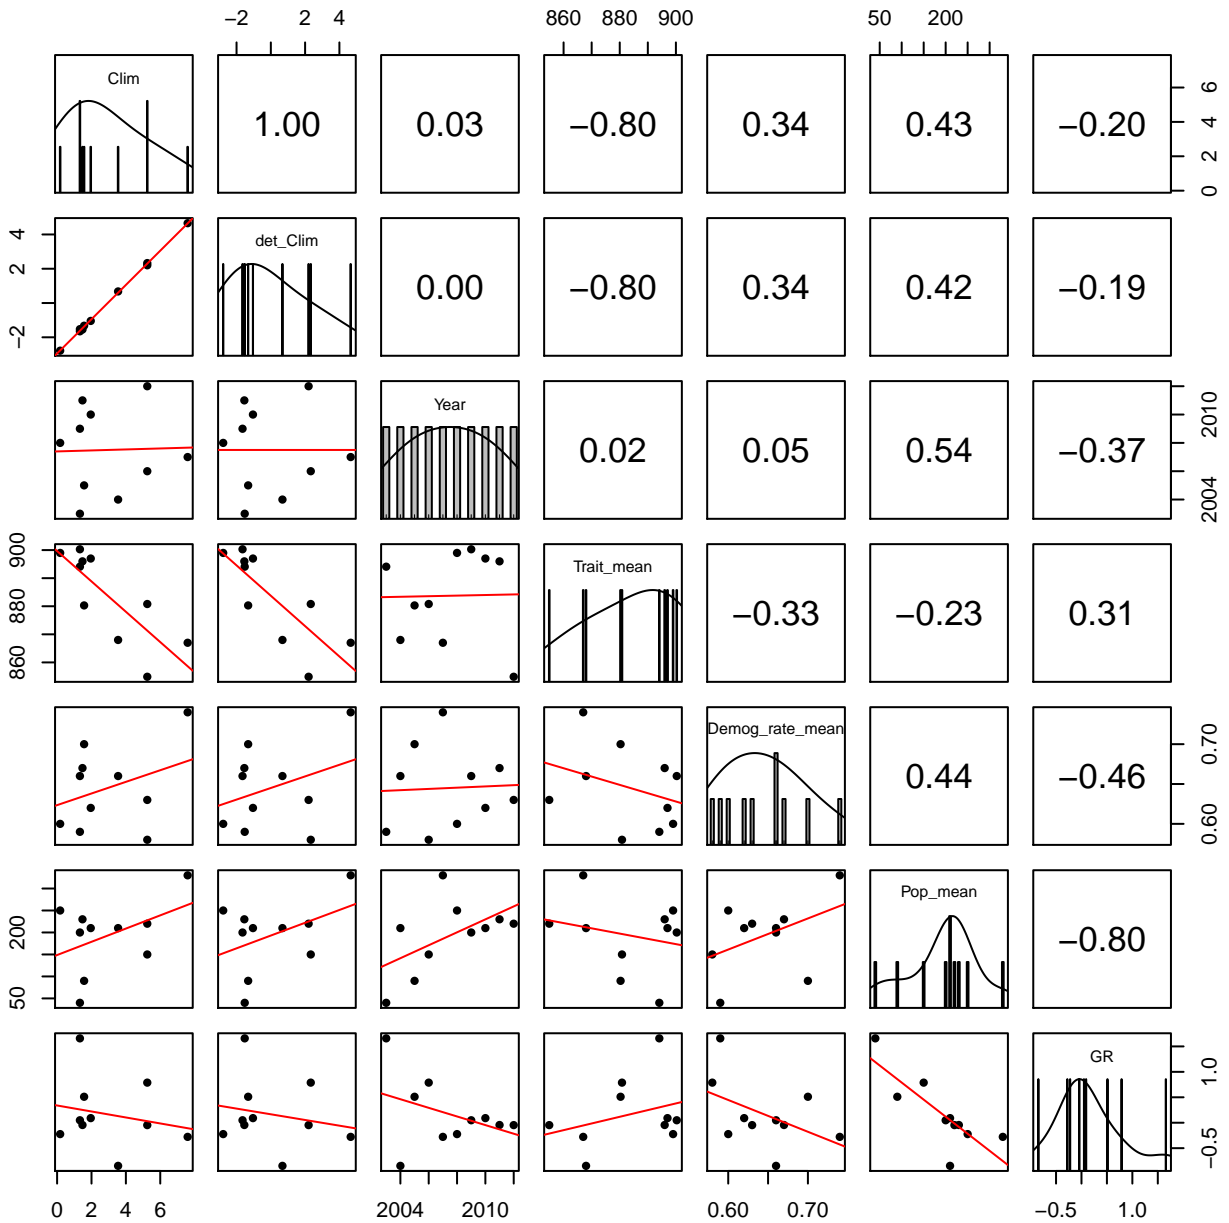 −2 2 4 860 880 900 50 200
Clim 1.00 0.03 −0.80 0.34 0.43 −0.20 0 2 4 6
−2 2 4 det_Clim 0.00 −0.80 0.34 0.42 −0.19
Year 0.02 0.05 0.54 −0.37 2004 2010
860 880 900 Trait_mean −0.33 −0.23 0.31
Demog_rate_mean 0.44 −0.46 0.60 0.70
50 200 Pop_mean −0.80
GR −0.5 1.0
0 2 4 6 2004 2010 0.60 0.70 −0.5 1.0